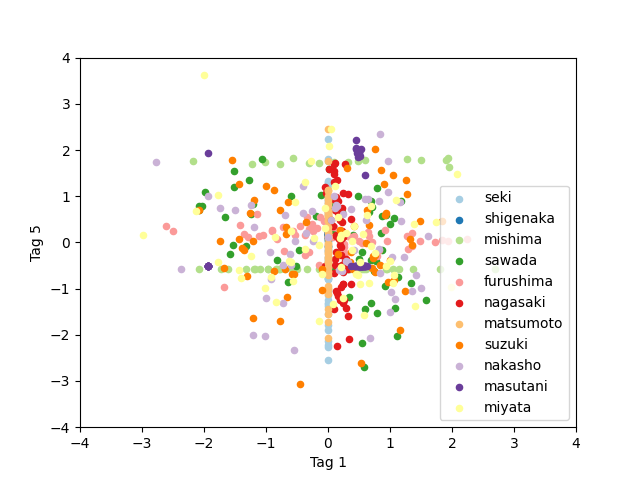 4
3
2
1
0
−1
−2
−3
−4
Tag 5
−4
−3
−2
−1
0
1
2
3
4
Tag 1
seki
shigenaka
mishima
sawada
furushima
nagasaki
matsumoto
suzuki
nakasho
masutani
miyata